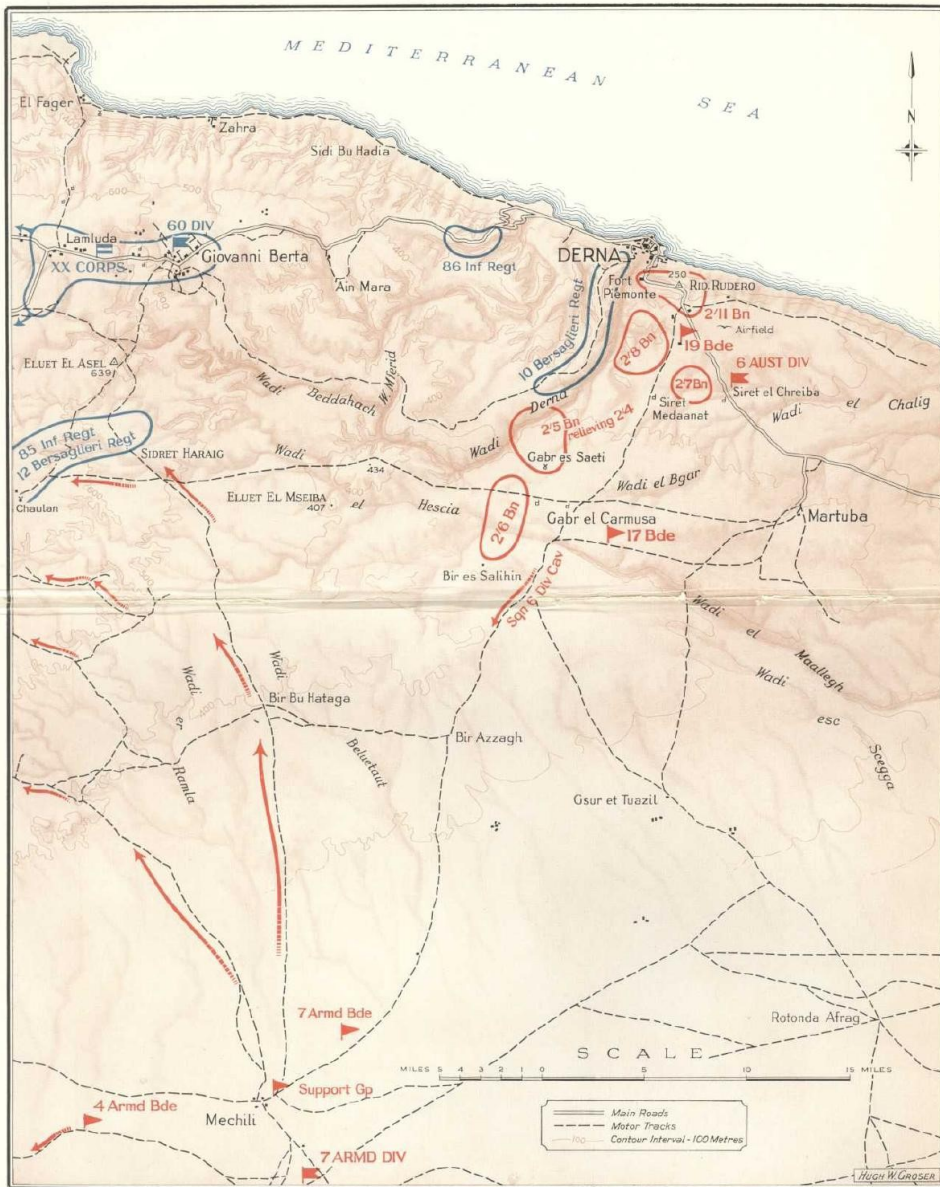 MEDITERRANEAN SEA
N
El Fager
Zahra
Sidi Bu Hadia
600
500
Lamluda
60 DIV
XX CORPS
Giovanni Berta
Ain Mara
86 Inf Regt
DERNA
Fort Piemonte
250
RID. RUDERO
2/11 Bn
Airfield
19 Bde
10 Bersaglieri Regt
2/8 Bn
2/7 Bn
6 AUST DIV
Siret el Chreiba
Siret Medaanat
Wadi el Chalig
ELUET EL ASEL
639
Wadi Beddahach
W. Mierid
Wadi Derna
2/5 Bn
relieving 2/4
Gabr es Saeti
85 Inf Regt
12 Bersaglieri Regt
SIDRET HARAIG
Wadi el Hescia
434
Chaulan
ELUET EL MSEIBA
407
2/6 Bn
Wadi el Bgar
Gabr el Carmusa
Martuba
17 Bde
Bir es Salihin
Sqn 6 Div Cav
Wadi el Maallegh
Wadi esc Scegga
Wadi er Ramla
400
Wadi Beluetaut
Bir Bu Hataga
Bir Azzagh
Gsur et Tuazil
7 Armd Bde
Rotonda Afrag
Support Gp
4 Armd Bde
Mechili
7 ARMD DIV
SCALE
MILES 5 4 3 2 1 0 5 10 15 MILES
Main Roads
Motor Tracks
100 Contour Interval - 100 Metres
HUGH W. GROSER